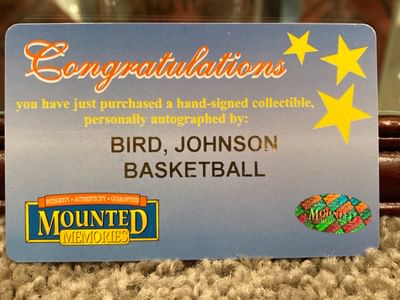 Congratulations
you have just purchased a hand-signed collectible,
personally autographed by:
BIRD, JOHNSON
BASKETBALL
INTEGRITY • AUTHENTICITY • GUARANTEED
MOUNTED
MEMORIES
MOUNTED